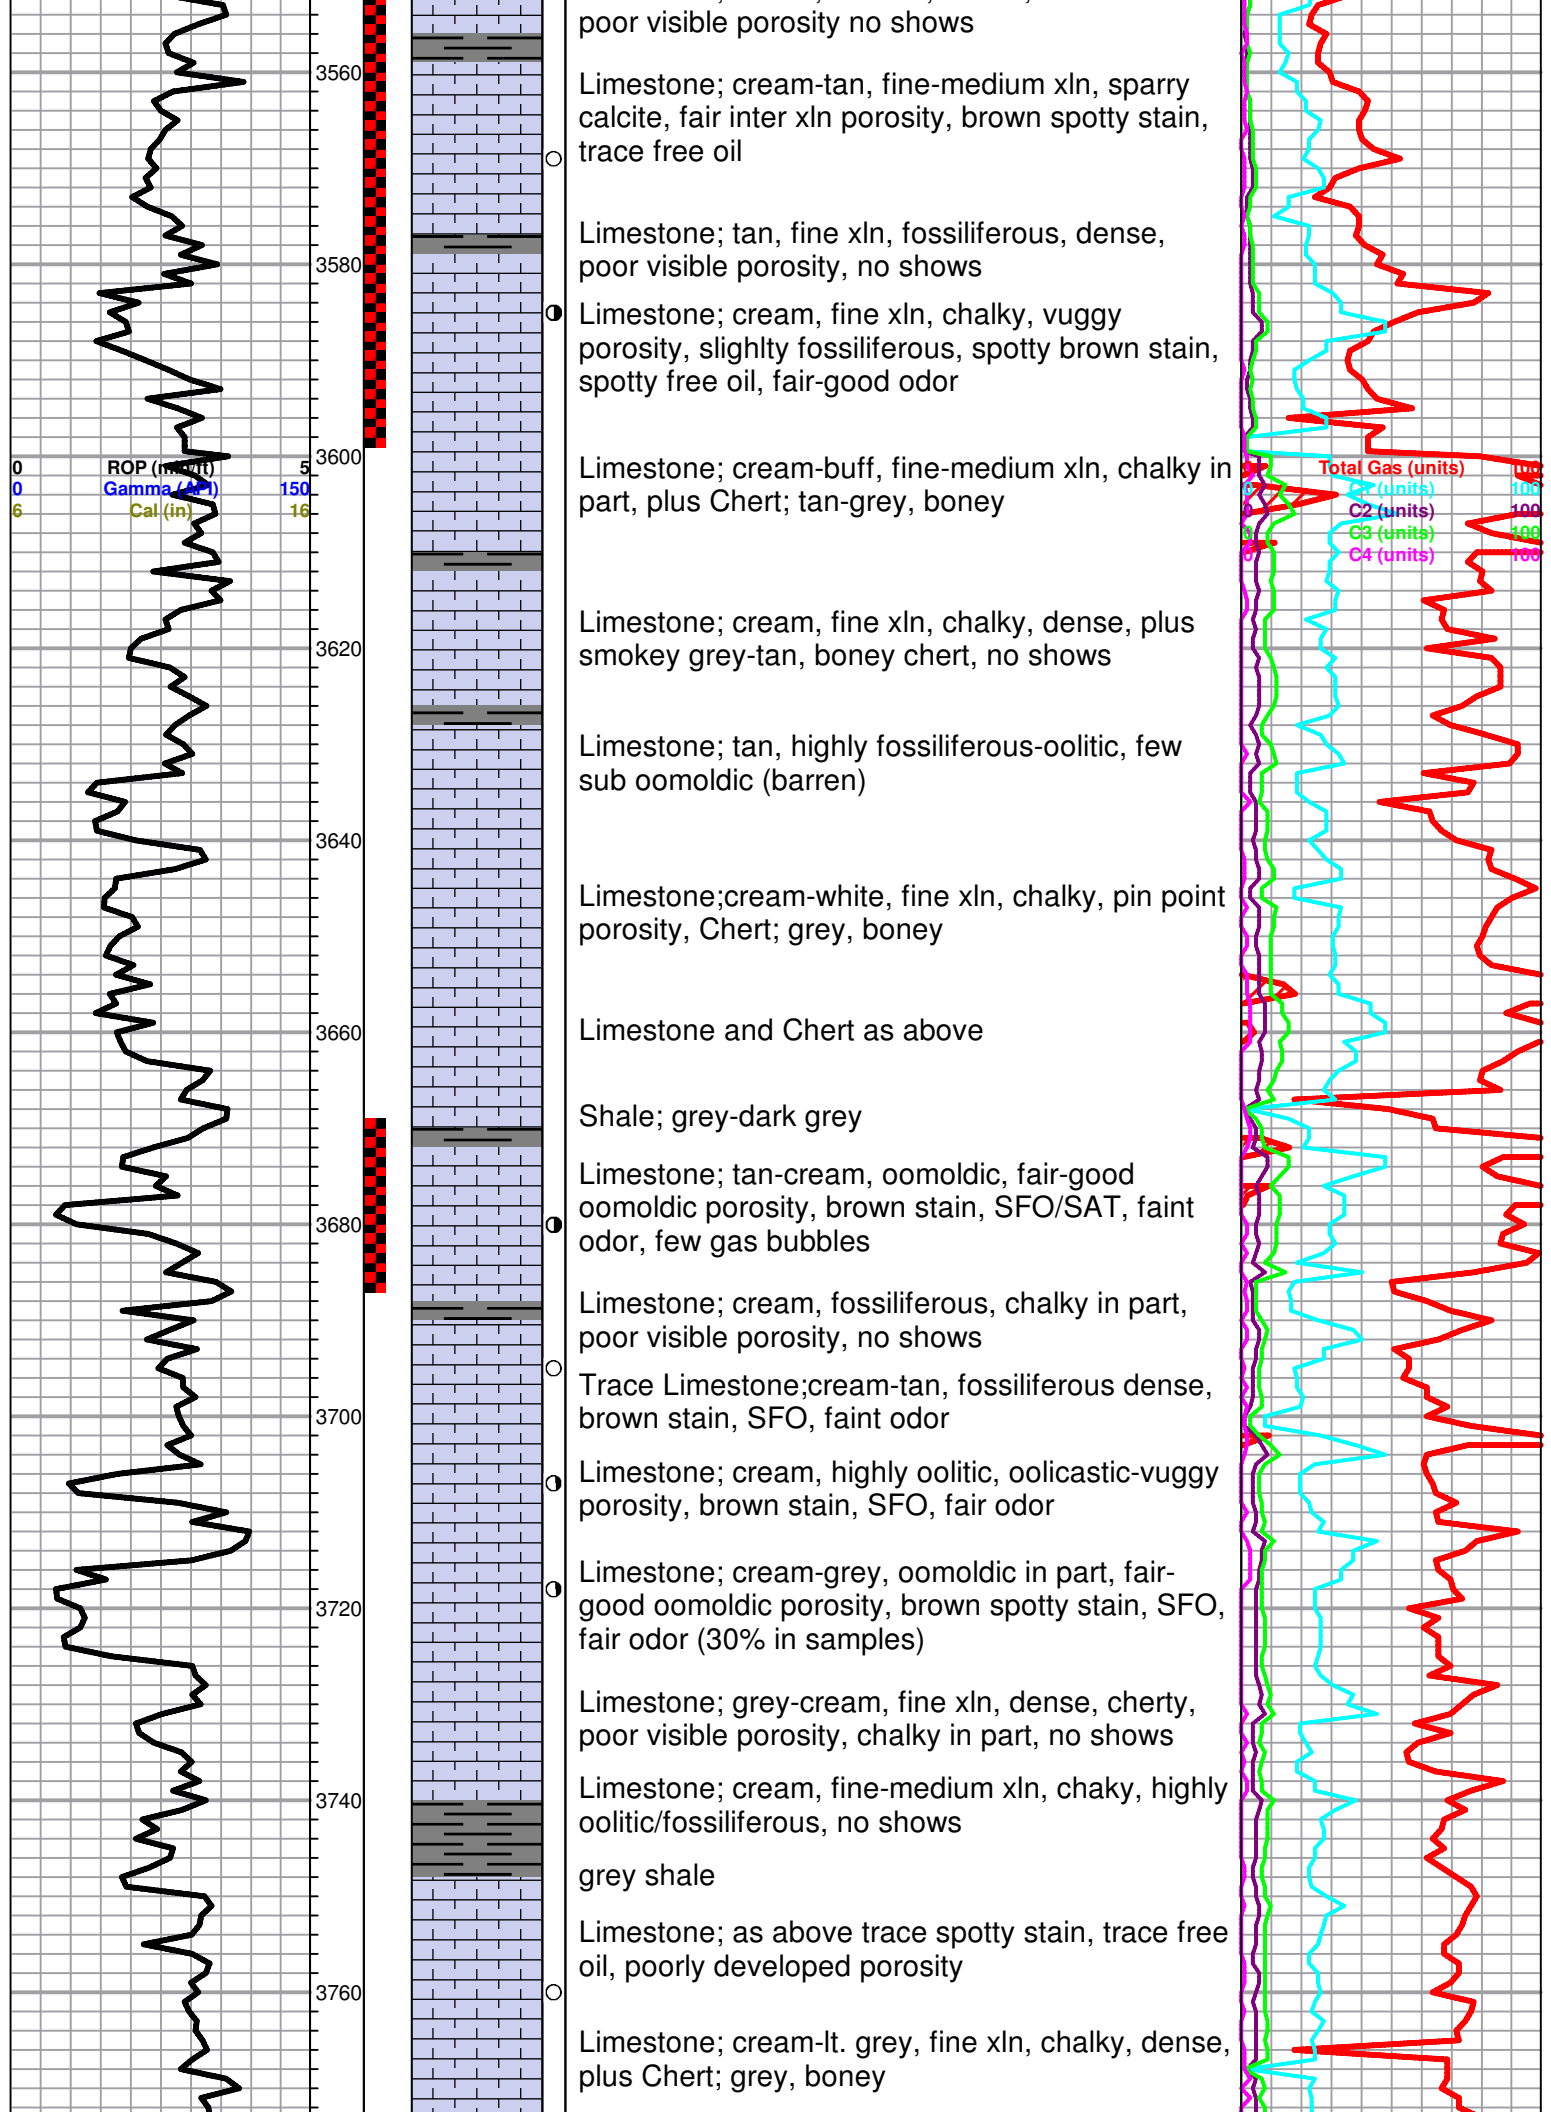 poor visible porosity no shows
3560
Limestone; cream-tan, fine-medium xln, sparry
calcite, fair inter xln porosity, brown spotty stain,
trace free oil
Limestone; tan, fine xln, fossiliferous, dense,
poor visible porosity, no shows
3580
Limestone; cream, fine xln, chalky, vuggy
porosity, slighlty fossiliferous, spotty brown stain,
spotty free oil, fair-good odor
3600
0 ROP (min/ft) 5
0 Gamma (API) 150
6 Cal (in) 16
Limestone; cream-buff, fine-medium xln, chalky in
part, plus Chert; tan-grey, boney
Total Gas (units) 100
0 C1 (units) 100
C2 (units) 100
C3 (units) 100
C4 (units) 100
Limestone; cream, fine xln, chalky, dense, plus
smokey grey-tan, boney chert, no shows
3620
Limestone; tan, highly fossiliferous-oolitic, few
sub oomoldic (barren)
3640
Limestone;cream-white, fine xln, chalky, pin point
porosity, Chert; grey, boney
3660
Limestone and Chert as above
Shale; grey-dark grey
Limestone; tan-cream, oomoldic, fair-good
oomoldic porosity, brown stain, SFO/SAT, faint
odor, few gas bubbles
3680
Limestone; cream, fossiliferous, chalky in part,
poor visible porosity, no shows
Trace Limestone;cream-tan, fossiliferous dense,
brown stain, SFO, faint odor
3700
Limestone; cream, highly oolitic, oolicastic-vuggy
porosity, brown stain, SFO, fair odor
Limestone; cream-grey, oomoldic in part, fair-
good oomoldic porosity, brown spotty stain, SFO,
fair odor (30% in samples)
3720
Limestone; grey-cream, fine xln, dense, cherty,
poor visible porosity, chalky in part, no shows
3740
Limestone; cream, fine-medium xln, chaky, highly
oolitic/fossiliferous, no shows
grey shale
Limestone; as above trace spotty stain, trace free
oil, poorly developed porosity
3760
Limestone; cream-lt. grey, fine xln, chalky, dense,
plus Chert; grey, boney